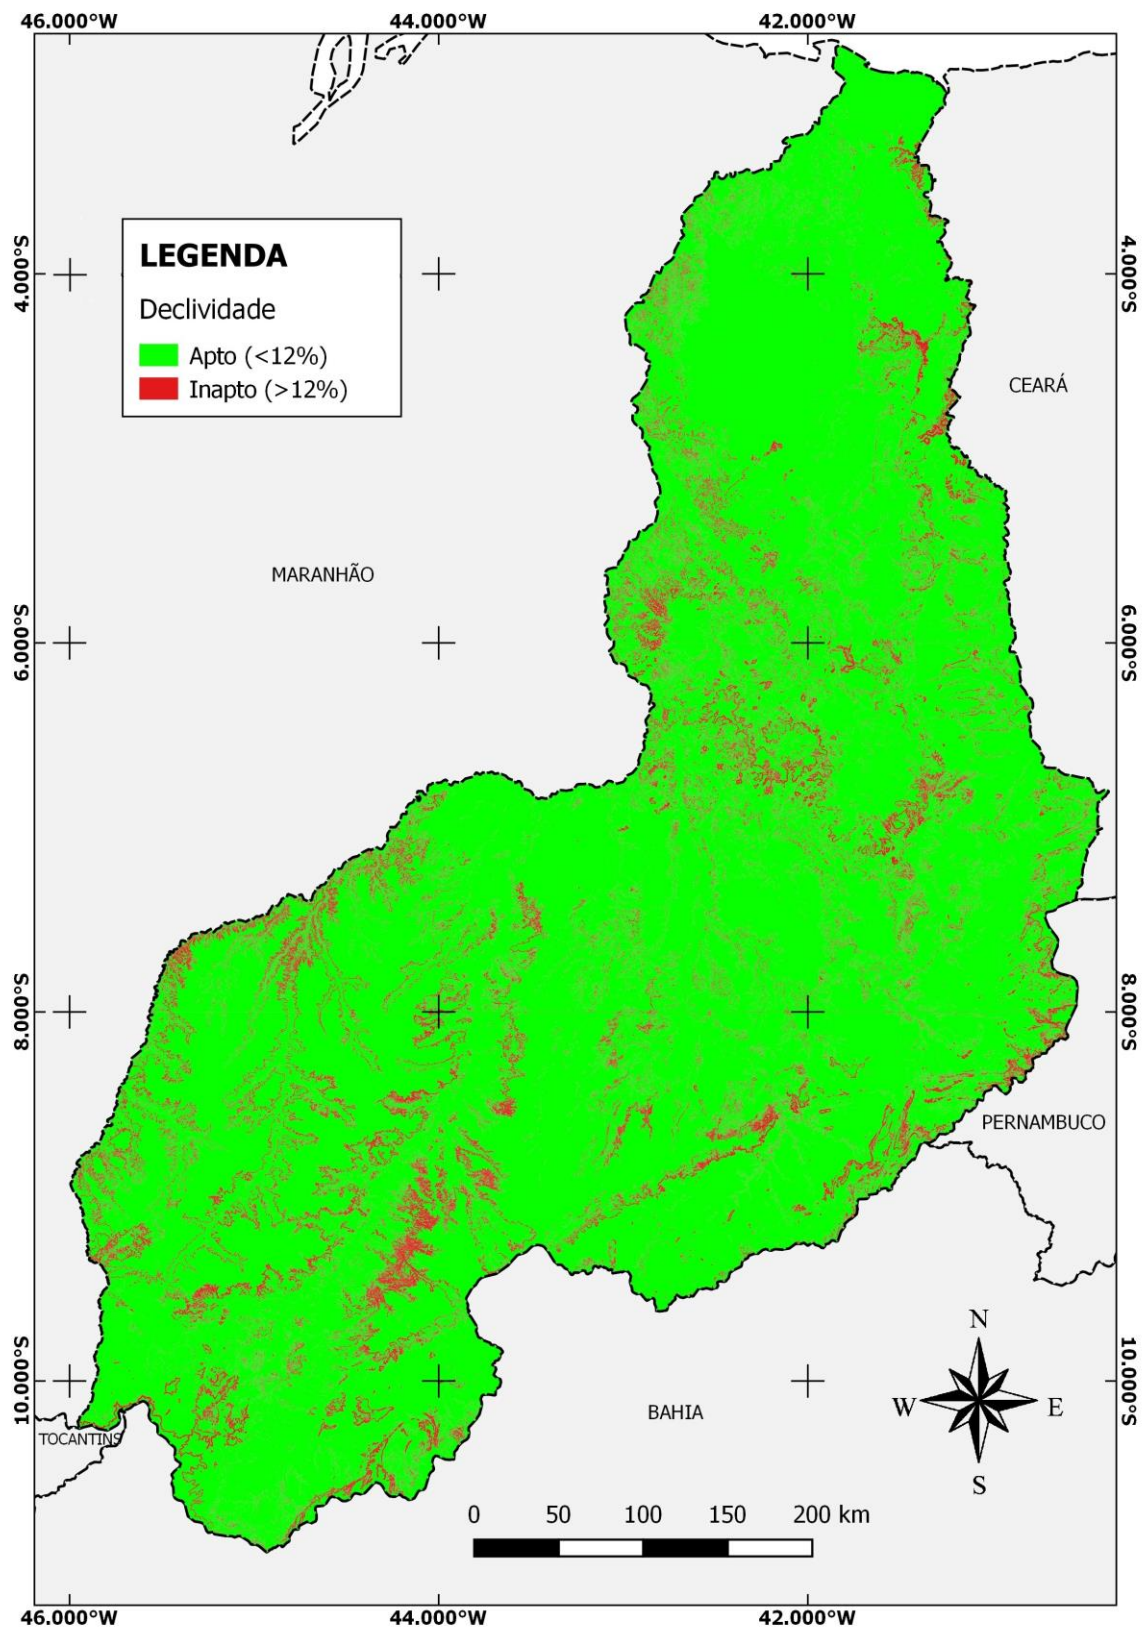 46.000°W 44.000°W 42.000°W
4.000°S
4.000°S
LEGENDA
Declividade
Apto (<12%)
Inapto (>12%)
CEARÁ
MARANHÃO
6.000°S
6.000°S
8.000°S
8.000°S
PERNAMBUCO
10.000°S
10.000°S
N
W E
S
BAHIA
TOCANTINS
0 50 100 150 200 km
46.000°W 44.000°W 42.000°W